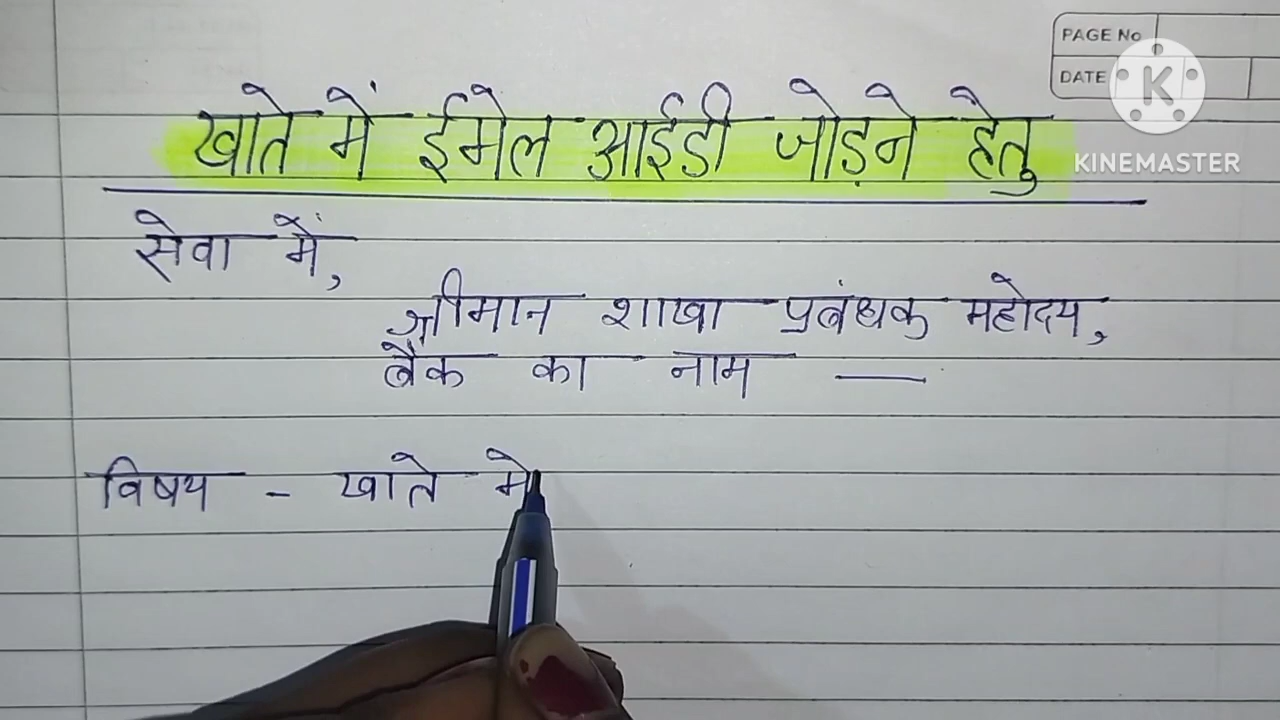 PAGE No
DATE
K
KINEMASTER
खाते में ईमेल आईडी जोड़ने हेतु
सेवा में,
श्रीमान शाखा प्रबंधक महोदय,
बैंक का नाम —
विषय - खाते मे